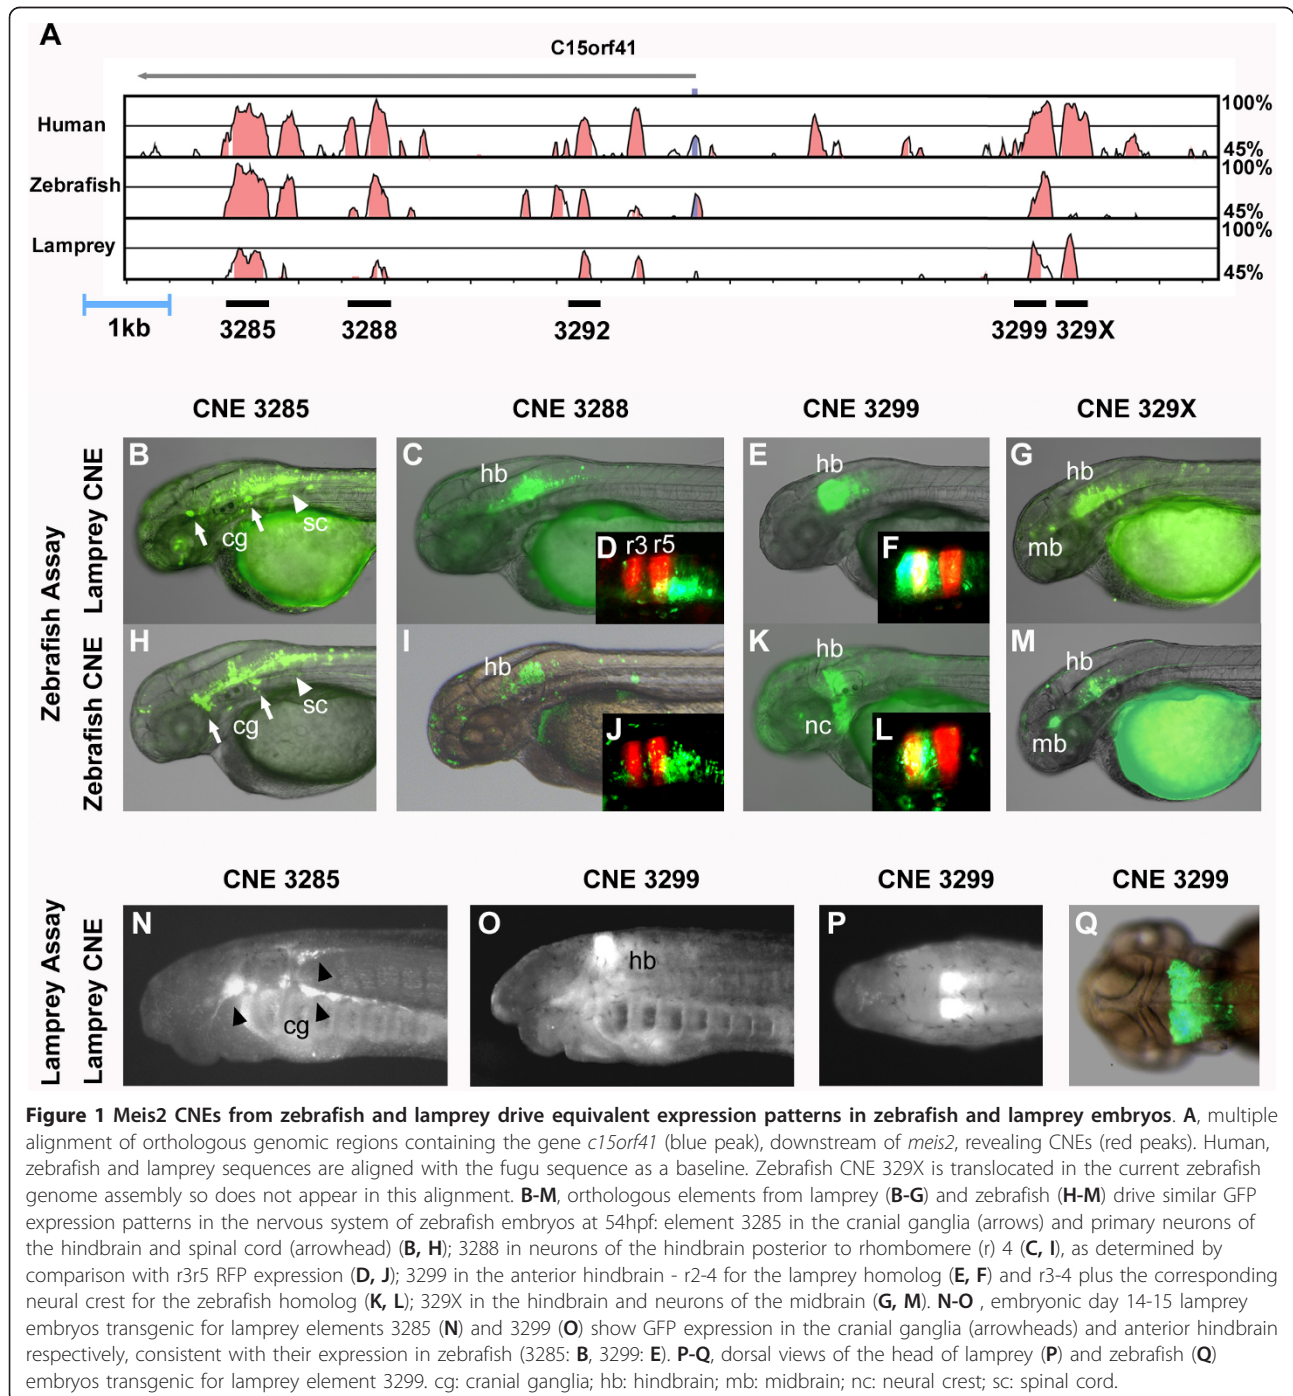 A
C15orf41
100%
Human
45%
100%
Zebrafish
45%
100%
Lamprey
45%
1kb
3285
3288
3292
3299
329X
CNE 3285
CNE 3288
CNE 3299
CNE 329X
Zebrafish Assay
Lamprey CNE
B
cg
sc
C
hb
D
r3 r5
E
hb
F
G
hb
mb
Zebrafish CNE
H
cg
sc
I
hb
J
K
hb
nc
L
M
hb
mb
CNE 3285
CNE 3299
CNE 3299
CNE 3299
Lamprey Assay
Lamprey CNE
N
cg
O
hb
P
Q
Figure 1 Meis2 CNEs from zebrafish and lamprey drive equivalent expression patterns in zebrafish and lamprey embryos. A, multiple
alignment of orthologous genomic regions containing the gene c15orf41 (blue peak), downstream of meis2, revealing CNEs (red peaks). Human,
zebrafish and lamprey sequences are aligned with the fugu sequence as a baseline. Zebrafish CNE 329X is translocated in the current zebrafish
genome assembly so does not appear in this alignment. B-M, orthologous elements from lamprey (B-G) and zebrafish (H-M) drive similar GFP
expression patterns in the nervous system of zebrafish embryos at 54hpf: element 3285 in the cranial ganglia (arrows) and primary neurons of
the hindbrain and spinal cord (arrowhead) (B, H); 3288 in neurons of the hindbrain posterior to rhombomere (r) 4 (C, I), as determined by
comparison with r3r5 RFP expression (D, J); 3299 in the anterior hindbrain - r2-4 for the lamprey homolog (E, F) and r3-4 plus the corresponding
neural crest for the zebrafish homolog (K, L); 329X in the hindbrain and neurons of the midbrain (G, M). N-O , embryonic day 14-15 lamprey
embryos transgenic for lamprey elements 3285 (N) and 3299 (O) show GFP expression in the cranial ganglia (arrowheads) and anterior hindbrain
respectively, consistent with their expression in zebrafish (3285: B, 3299: E). P-Q, dorsal views of the head of lamprey (P) and zebrafish (Q)
embryos transgenic for lamprey element 3299. cg: cranial ganglia; hb: hindbrain; mb: midbrain; nc: neural crest; sc: spinal cord.